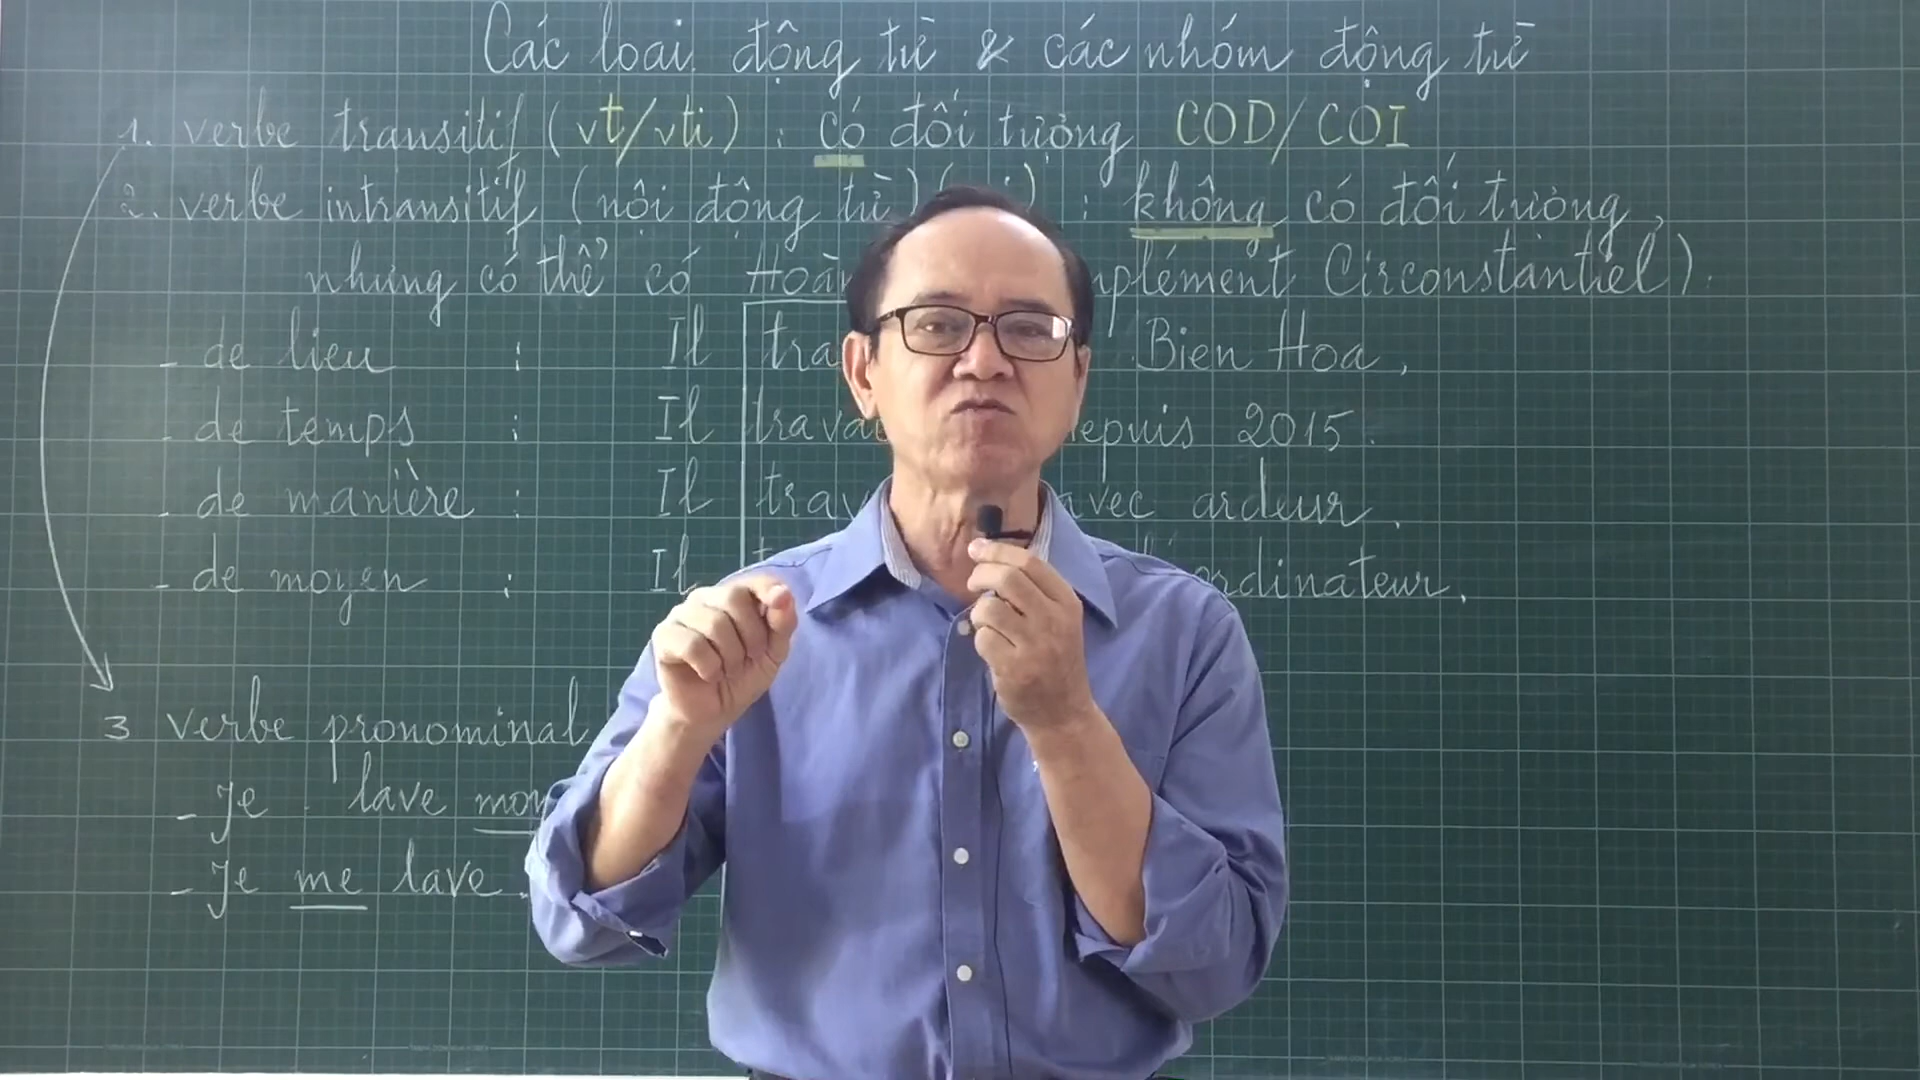 Các loại động từ & các nhóm động từ
1. verbe transitif (vt/vti) : có đối tượng COD/COI
2. verbe intransitif (nội động từ) : không có đối tượng,
nhưng có thể có Circonstantiel).
- de lieu : Il Bien Hoa.
- de temps : Il 2015.
- de manière : Il avec ardeur.
- de moyen : Il
3 verbe pronominal
- Je lave
- Je me lave.